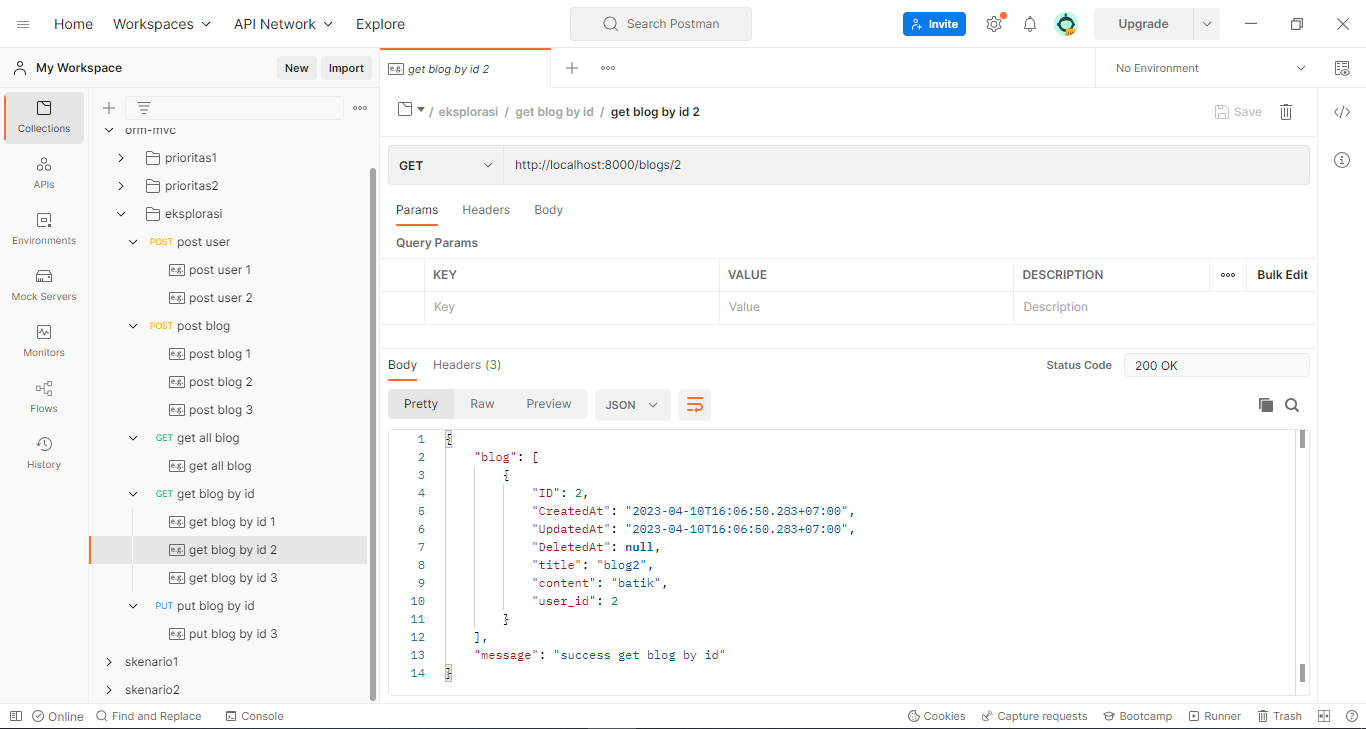 Home Workspaces API Network Explore Search Postman Invite Upgrade
My Workspace New Import get blog by id 2 No Environment
Collections
APIs
Environments
Mock Servers
Monitors
Flows
History
orm-mvc
prioritas1
prioritas2
eksplorasi
POST post user
e.g. post user 1
e.g. post user 2
POST post blog
e.g. post blog 1
e.g. post blog 2
e.g. post blog 3
GET get all blog
e.g. get all blog
GET get blog by id
e.g. get blog by id 1
e.g. get blog by id 2
e.g. get blog by id 3
PUT put blog by id
e.g. put blog by id 3
skenario1
skenario2
/ eksplorasi / get blog by id / get blog by id 2 Save
GET http://localhost:8000/blogs/2
Params Headers Body
Query Params
KEY VALUE DESCRIPTION Bulk Edit
Key Value Description
Body Headers (3) Status Code 200 OK
Pretty Raw Preview JSON
1 {
2 "blog": [
3 {
4 "ID": 2,
5 "CreatedAt": "2023-04-10T16:06:50.283+07:00",
6 "UpdatedAt": "2023-04-10T16:06:50.283+07:00",
7 "DeletedAt": null,
8 "title": "blog2",
9 "content": "batik",
10 "user_id": 2
11 }
12 ],
13 "message": "success get blog by id"
14 }
Online Find and Replace Console Cookies Capture requests Bootcamp Runner Trash